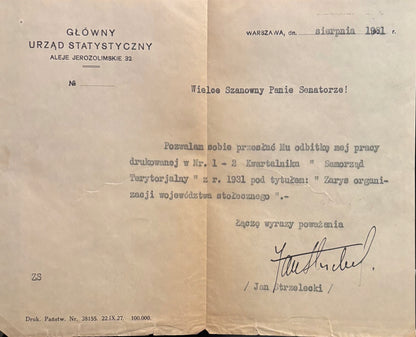 GŁÓWNY
URZĄD STATYSTYCZNY
ALEJE JEROZOLIMSKIE 32
№
WARSZAWA, dn. sierpnia 1931 r.
Wielce Szanowny Panie Senatorze!
Pozwalam sobie przesłać Mu odbitkę mej pracy
drukowanej w Nr. 1 - 2 Kwartalnika " Samorząd
Terytorjalny " z r. 1931 pod tytułem: " Zarys organi-
zacji województwa stołecznego ".-
Łączę wyrazy poważania
/ Jan Strzelecki /
ZS
Druk. Państw. Nr. 28155. 22.IX.27. 100.000.